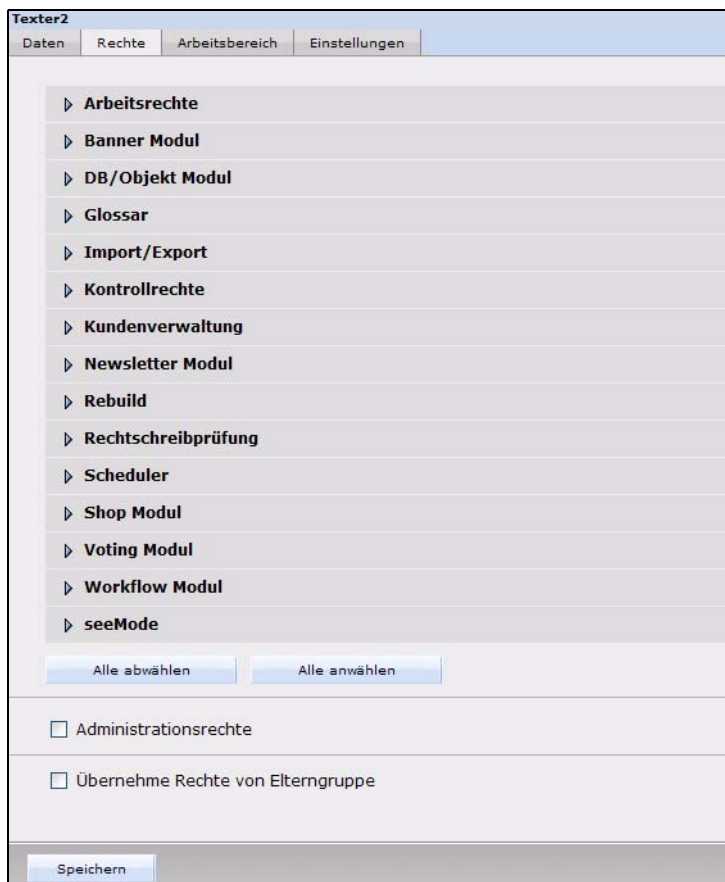 Texter2
Daten Rechte Arbeitsbereich Einstellungen
Arbeitsrechte
Banner Modul
DB/Objekt Modul
Glossar
Import/Export
Kontrollrechte
Kundenverwaltung
Newsletter Modul
Rebuild
Rechtschreibprüfung
Scheduler
Shop Modul
Voting Modul
Workflow Modul
seeMode
Alle abwählen Alle anwählen
Administrationsrechte
Übernehme Rechte von Elterngruppe
Speichern